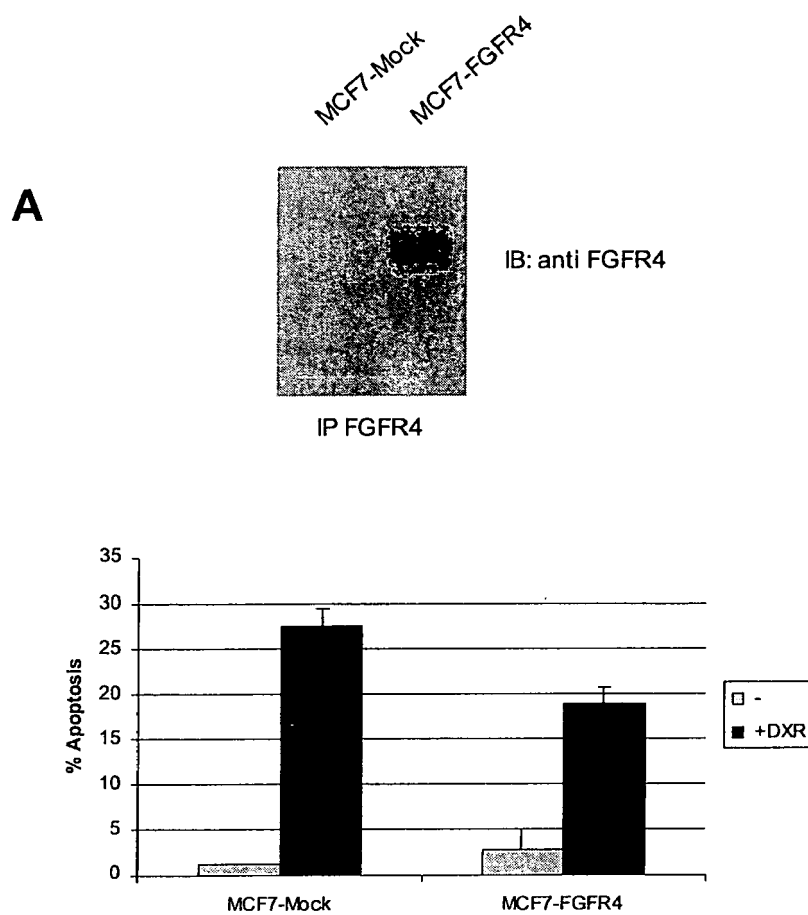 MCF7-Mock
MCF7-FGFR4
A
IB: anti FGFR4
IP FGFR4
35
30
25
20
15
10
5
0
% Apoptosis
MCF7-Mock
MCF7-FGFR4
-
+DXR